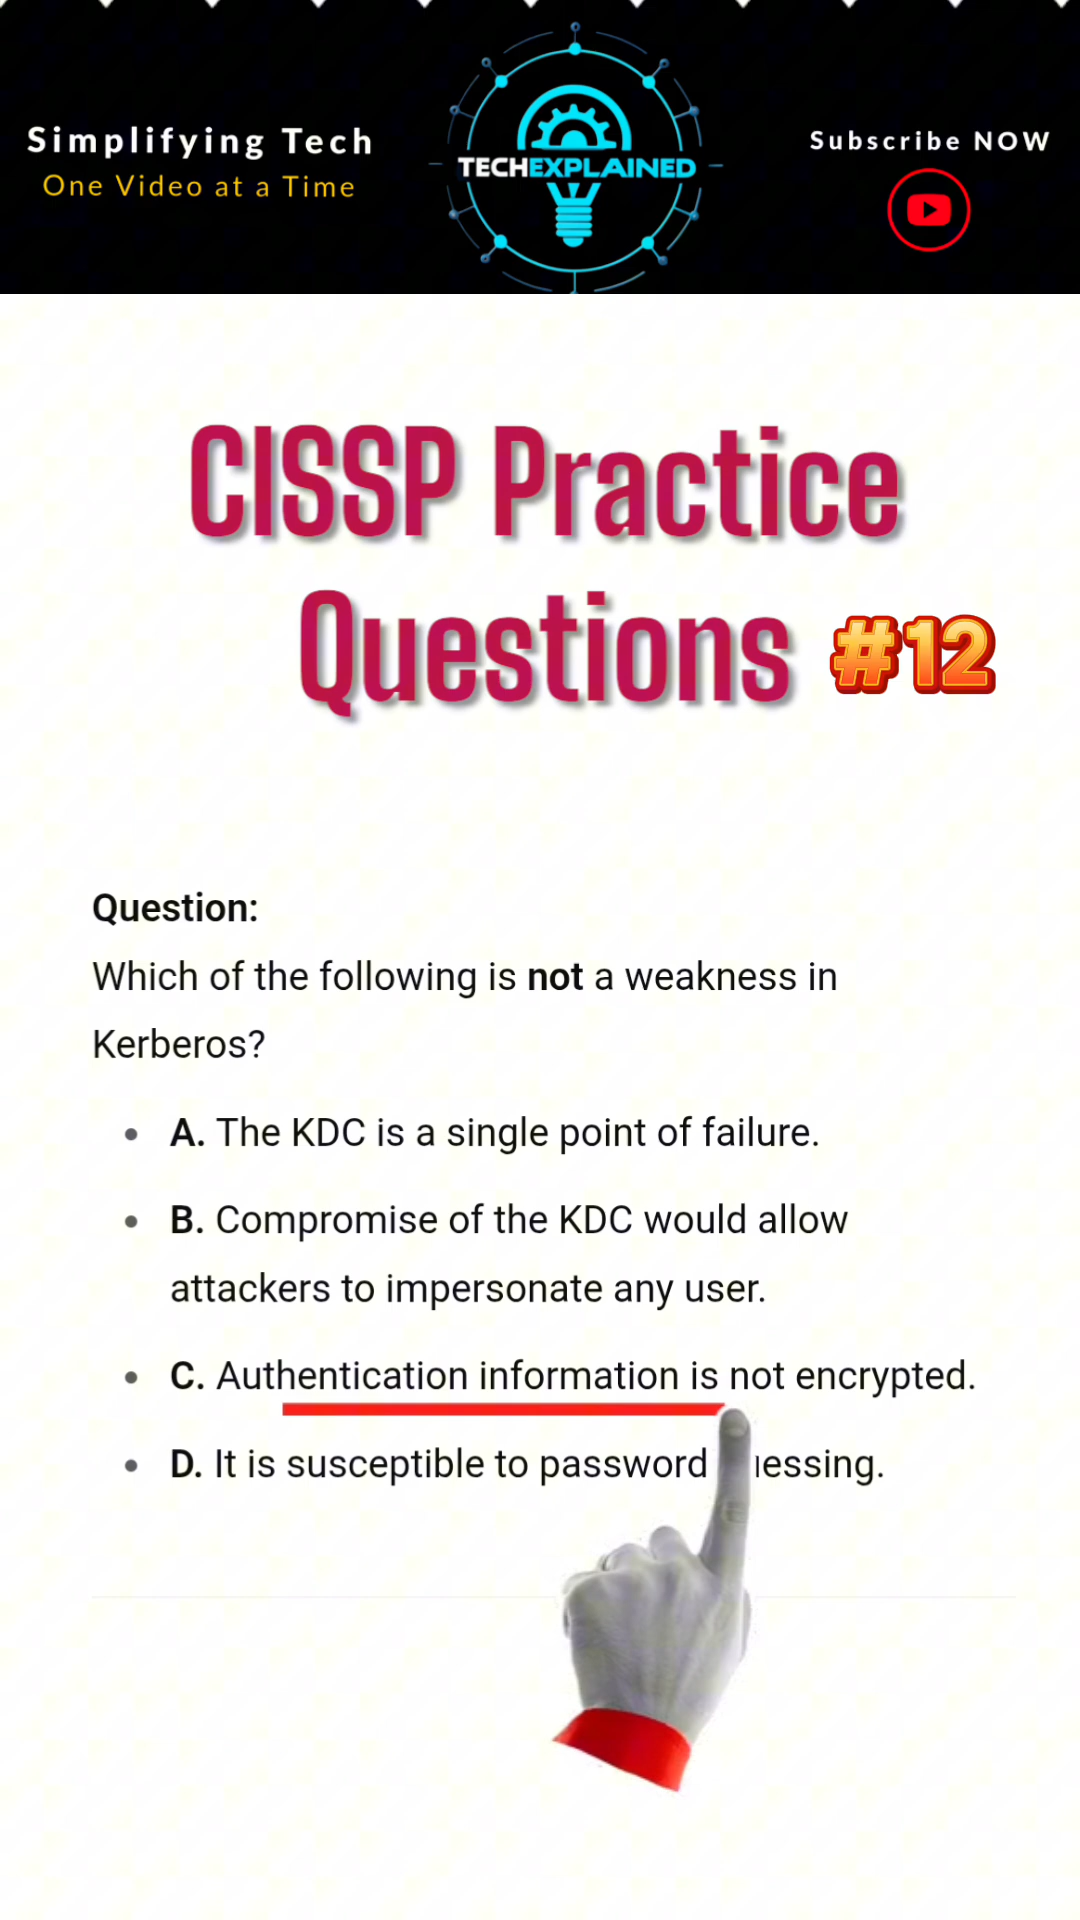 Simplifying Tech
One Video at a Time
TECHEXPLAINED
Subscribe NOW
CISSP Practice
Questions #12
Question:
Which of the following is not a weakness in
Kerberos?
• A. The KDC is a single point of failure.
• B. Compromise of the KDC would allow
attackers to impersonate any user.
• C. Authentication information is not encrypted.
• D. It is susceptible to password